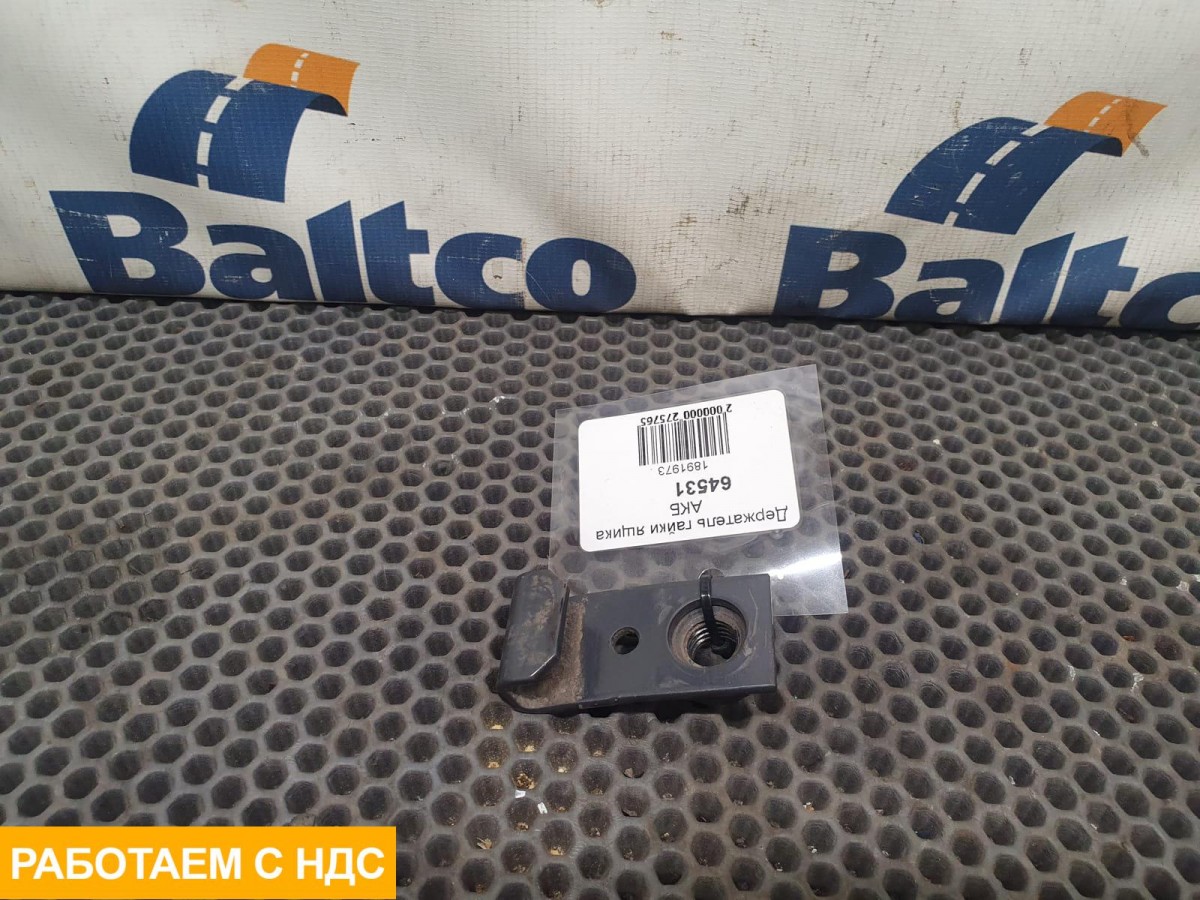 Baltco
Baltco
Держатель гайки ящика
АКБ
64531
1891973
2 000000 275765
РАБОТАЕМ С НДС